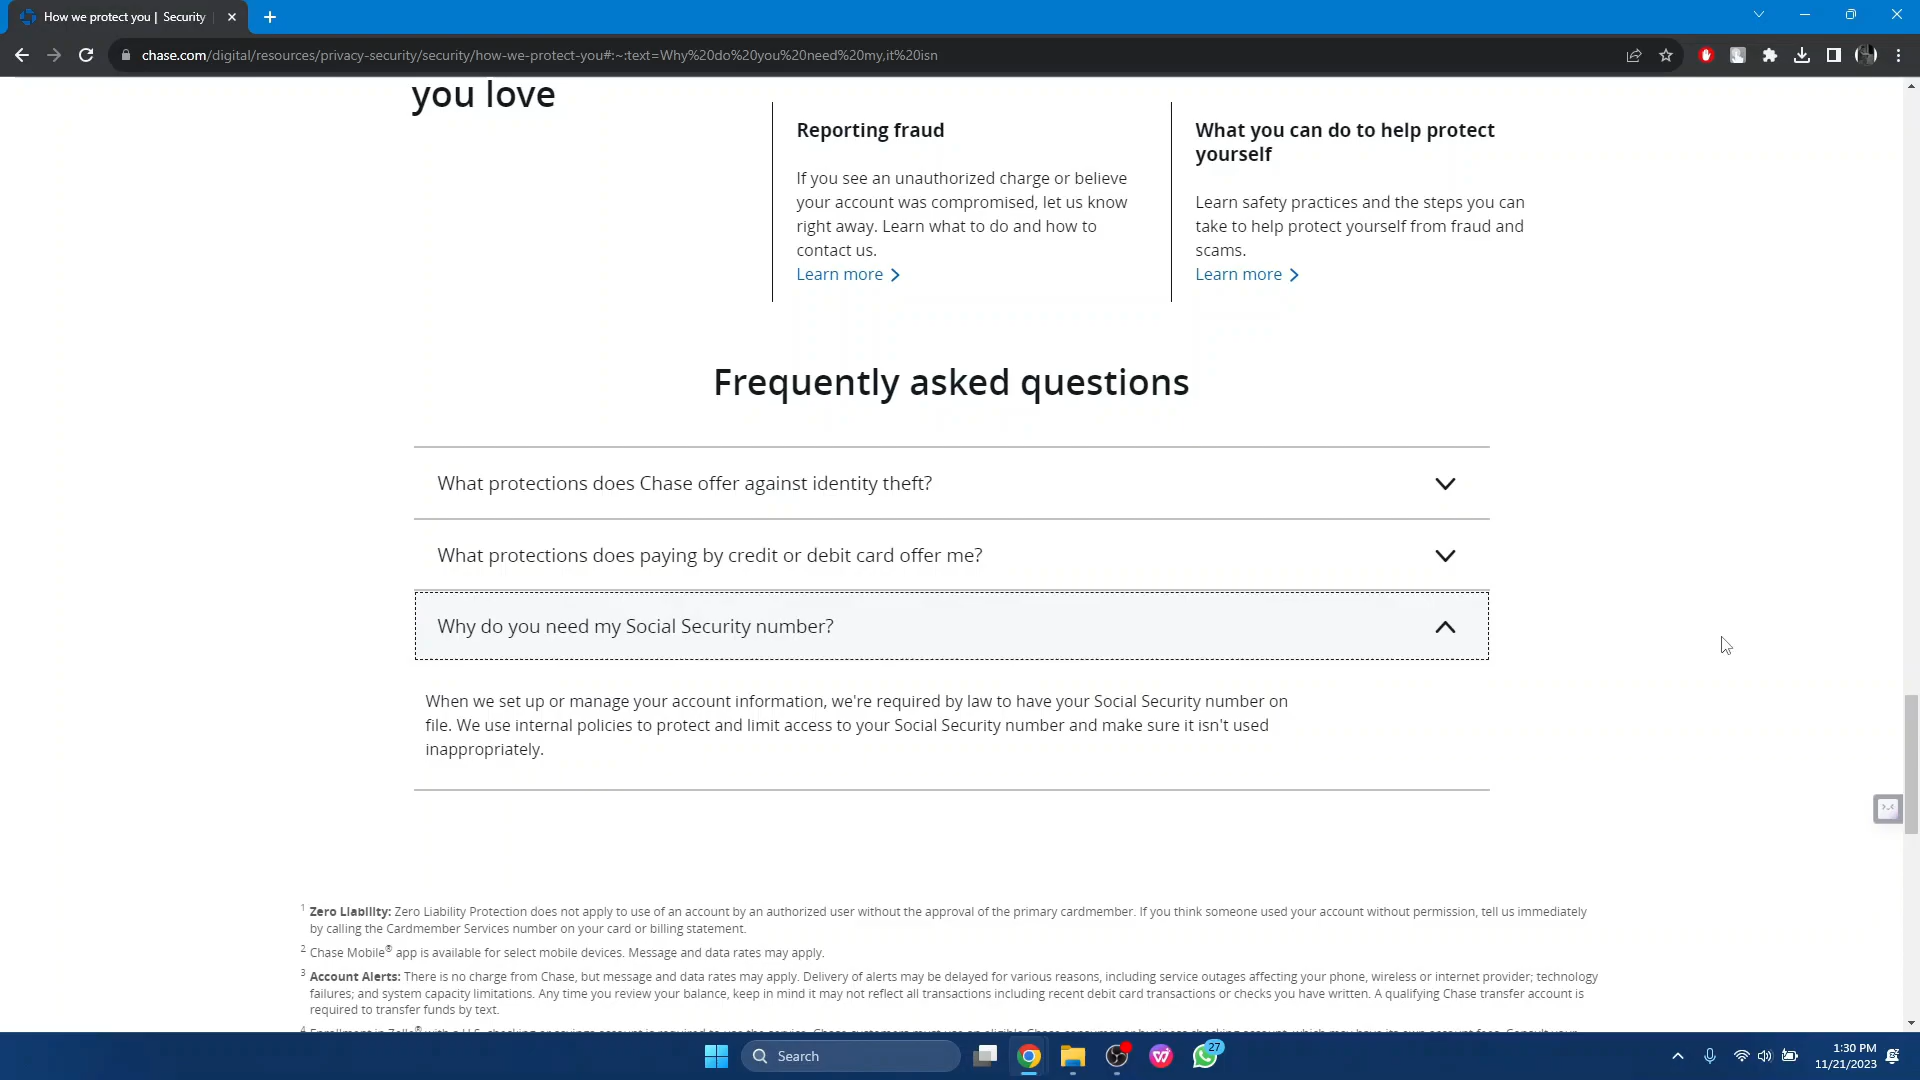 How we protect you | Security
chase.com/digital/resources/privacy-security/security/how-we-protect-you#:~:text=Why%20do%20you%20need%20my,it%20isn
you love
Reporting fraud
If you see an unauthorized charge or believe
your account was compromised, let us know
right away. Learn what to do and how to
contact us.
Learn more
What you can do to help protect
yourself
Learn safety practices and the steps you can
take to help protect yourself from fraud and
scams.
Learn more
Frequently asked questions
What protections does Chase offer against identity theft?
What protections does paying by credit or debit card offer me?
Why do you need my Social Security number?
When we set up or manage your account information, we're required by law to have your Social Security number on
file. We use internal policies to protect and limit access to your Social Security number and make sure it isn't used
inappropriately.
1 Zero Liability: Zero Liability Protection does not apply to use of an account by an authorized user without the approval of the primary cardmember. If you think someone used your account without permission, tell us immediately
by calling the Cardmember Services number on your card or billing statement.
2 Chase Mobile® app is available for select mobile devices. Message and data rates may apply.
3 Account Alerts: There is no charge from Chase, but message and data rates may apply. Delivery of alerts may be delayed for various reasons, including service outages affecting your phone, wireless or internet provider; technology
failures; and system capacity limitations. Any time you review your balance, keep in mind it may not reflect all transactions including recent debit card transactions or checks you have written. A qualifying Chase transfer account is
required to transfer funds by text.
Search
27
1:30 PM
11/21/2023